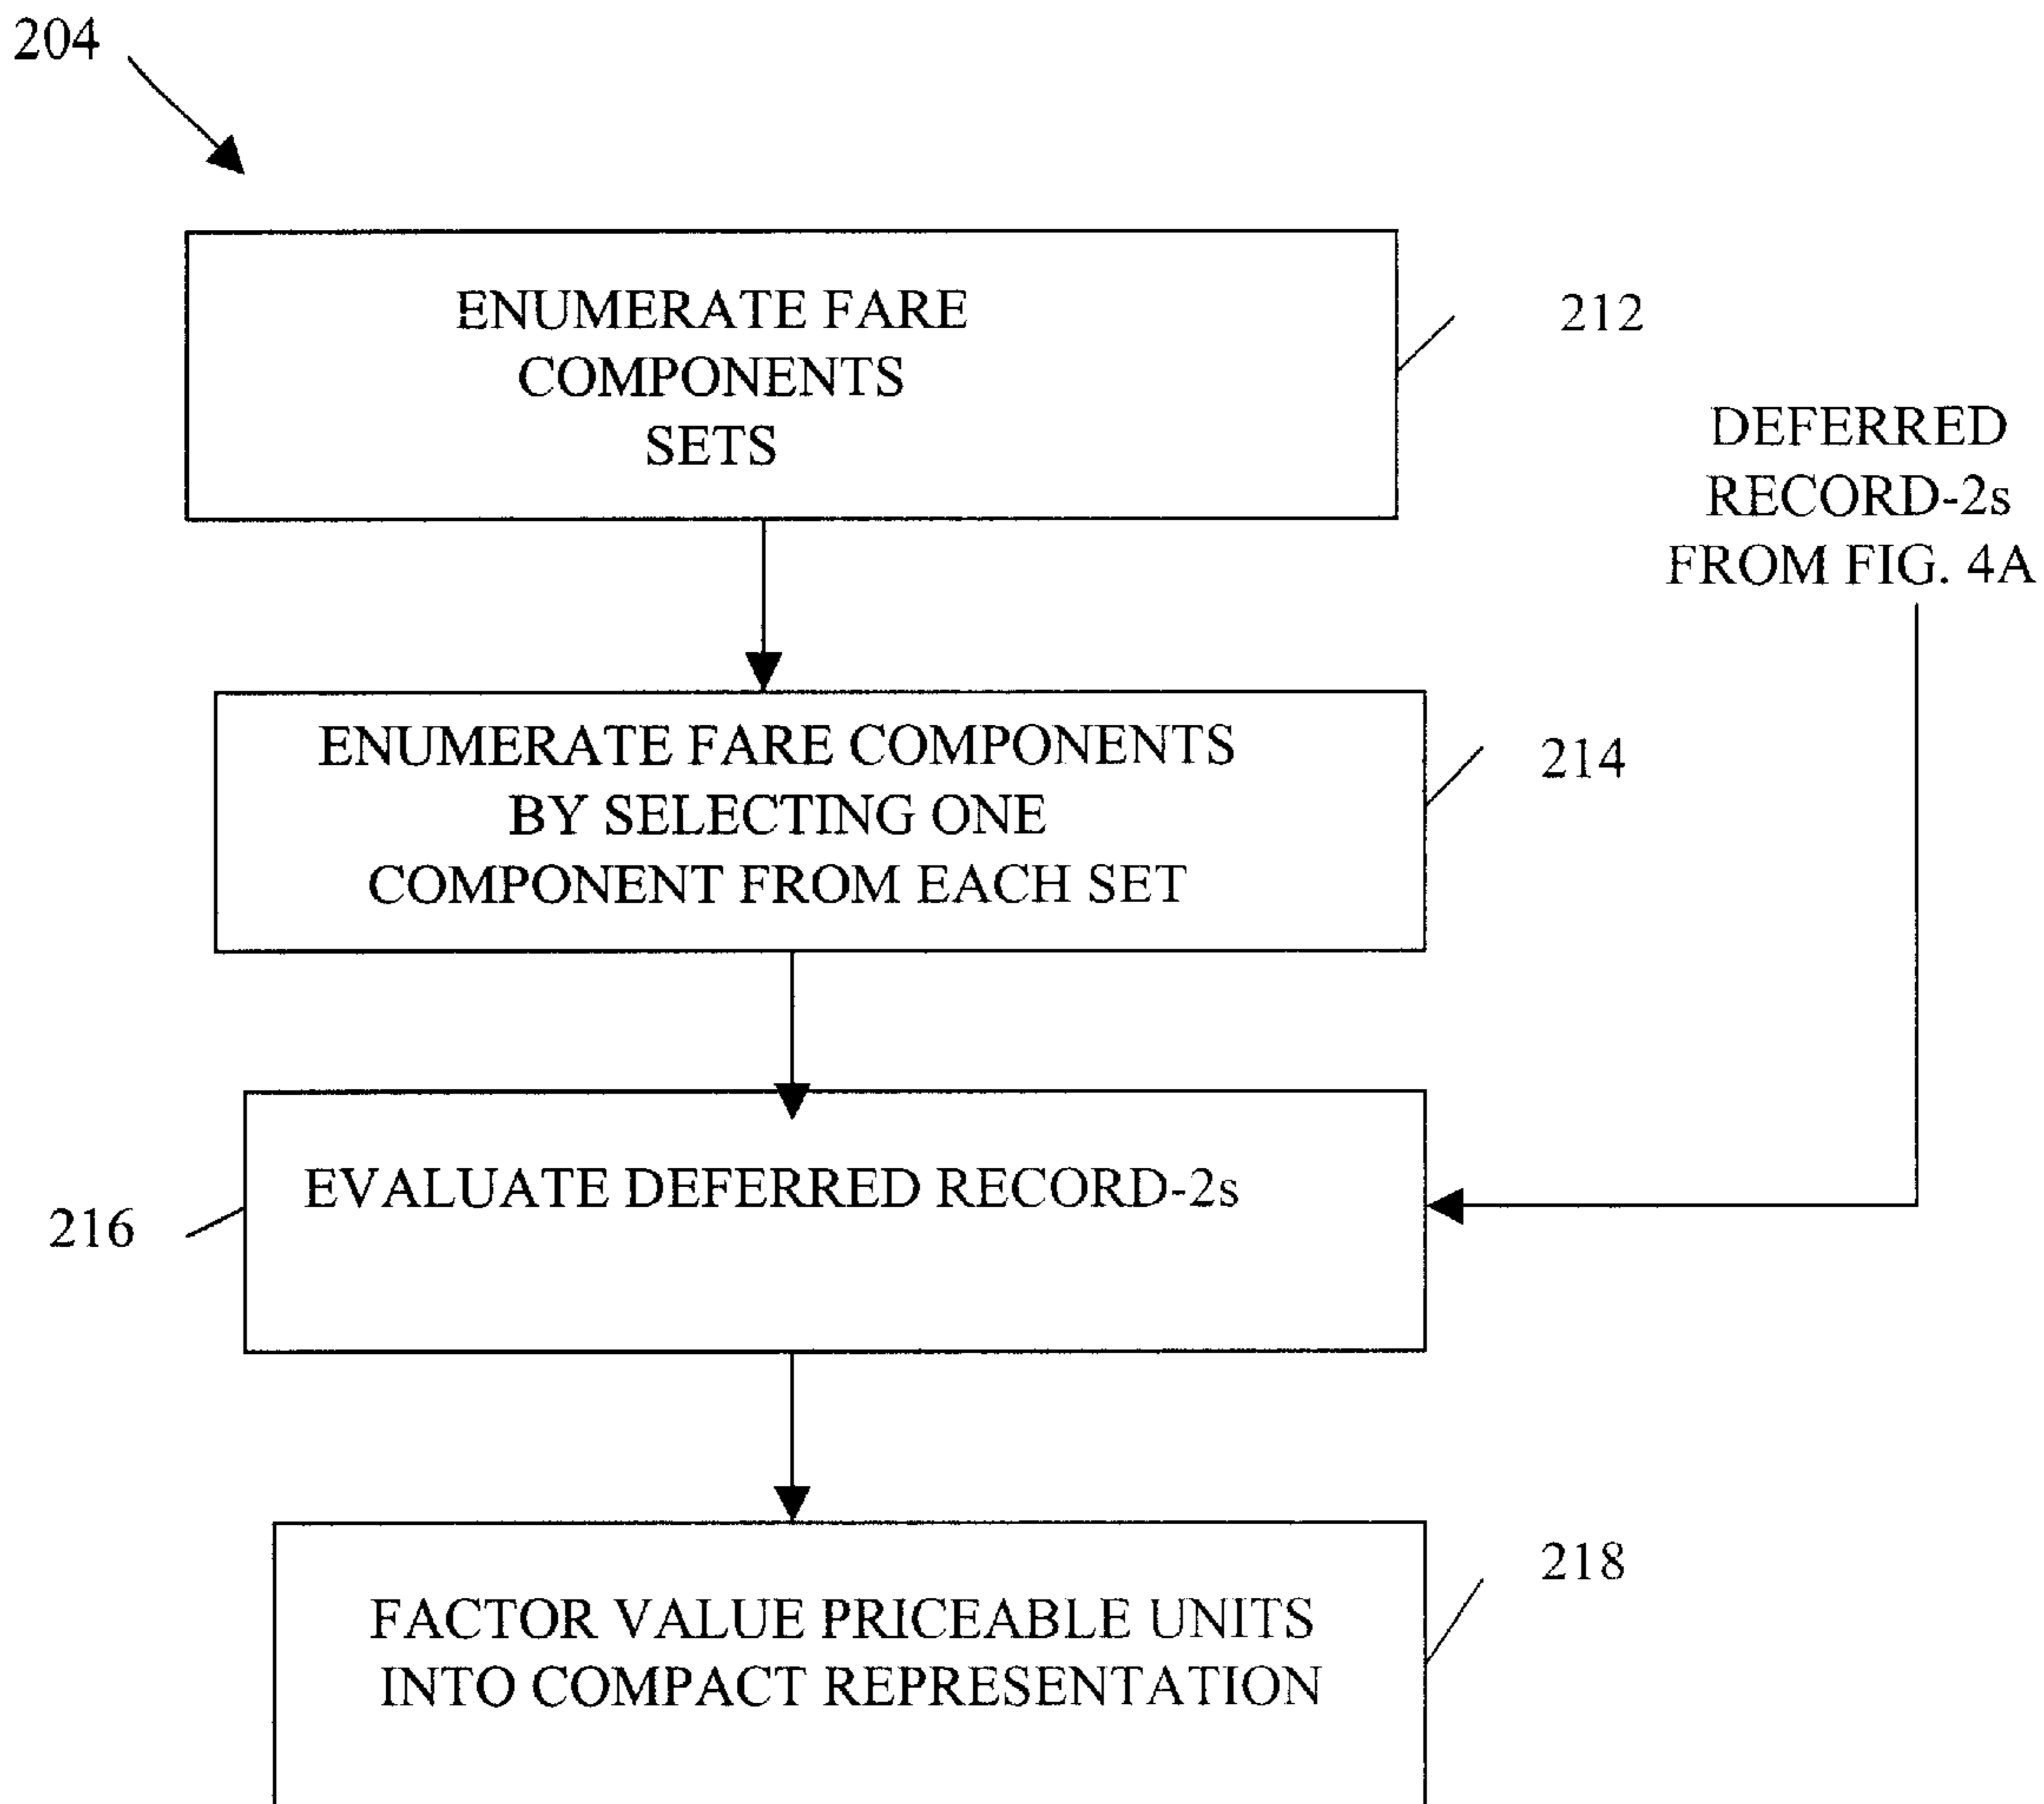 204
ENUMERATE FARE
COMPONENTS
SETS
212
DEFERRED
RECORD-2s
FROM FIG. 4A
ENUMERATE FARE COMPONENTS
BY SELECTING ONE
COMPONENT FROM EACH SET
214
EVALUATE DEFERRED RECORD-2s
216
FACTOR VALUE PRICEABLE UNITS
INTO COMPACT REPRESENTATION
218